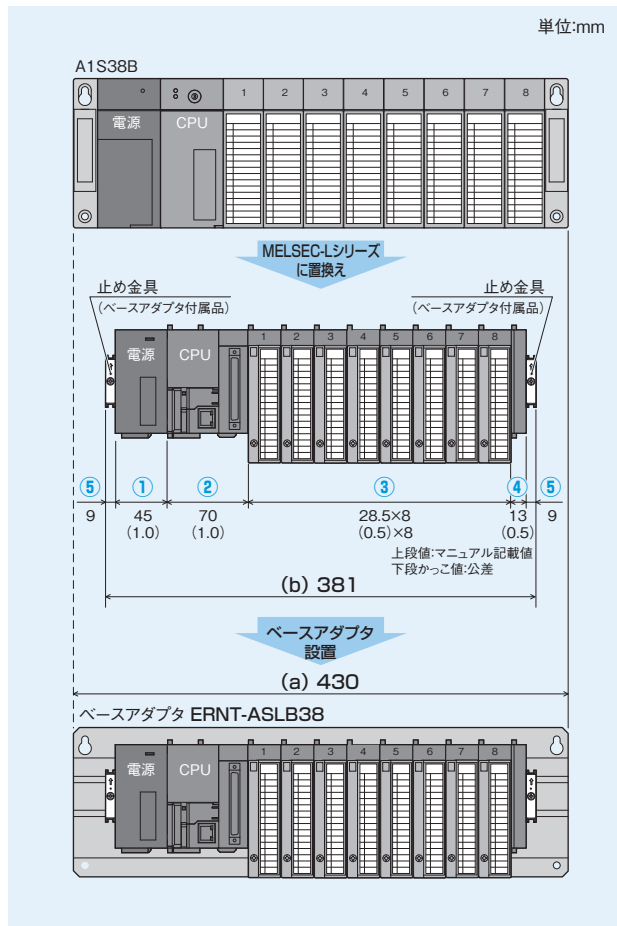 単位:mm
A1S38B
電源 CPU 1 2 3 4 5 6 7 8
MELSEC-Lシリーズ
に置換え
止め金具 止め金具
(ベースアダプタ付属品) (ベースアダプタ付属品)
電源 CPU 1 2 3 4 5 6 7 8
⑤ ① ② ③ ④ ⑤
9 45 70 28.5×8 13 9
(1.0) (1.0) (0.5)×8 (0.5)
上段値:マニュアル記載値
下段かっこ値:公差
(b) 381
ベースアダプタ
設置
(a) 430
ベースアダプタ ERNT-ASLB38
電源 CPU 1 2 3 4 5 6 7 8